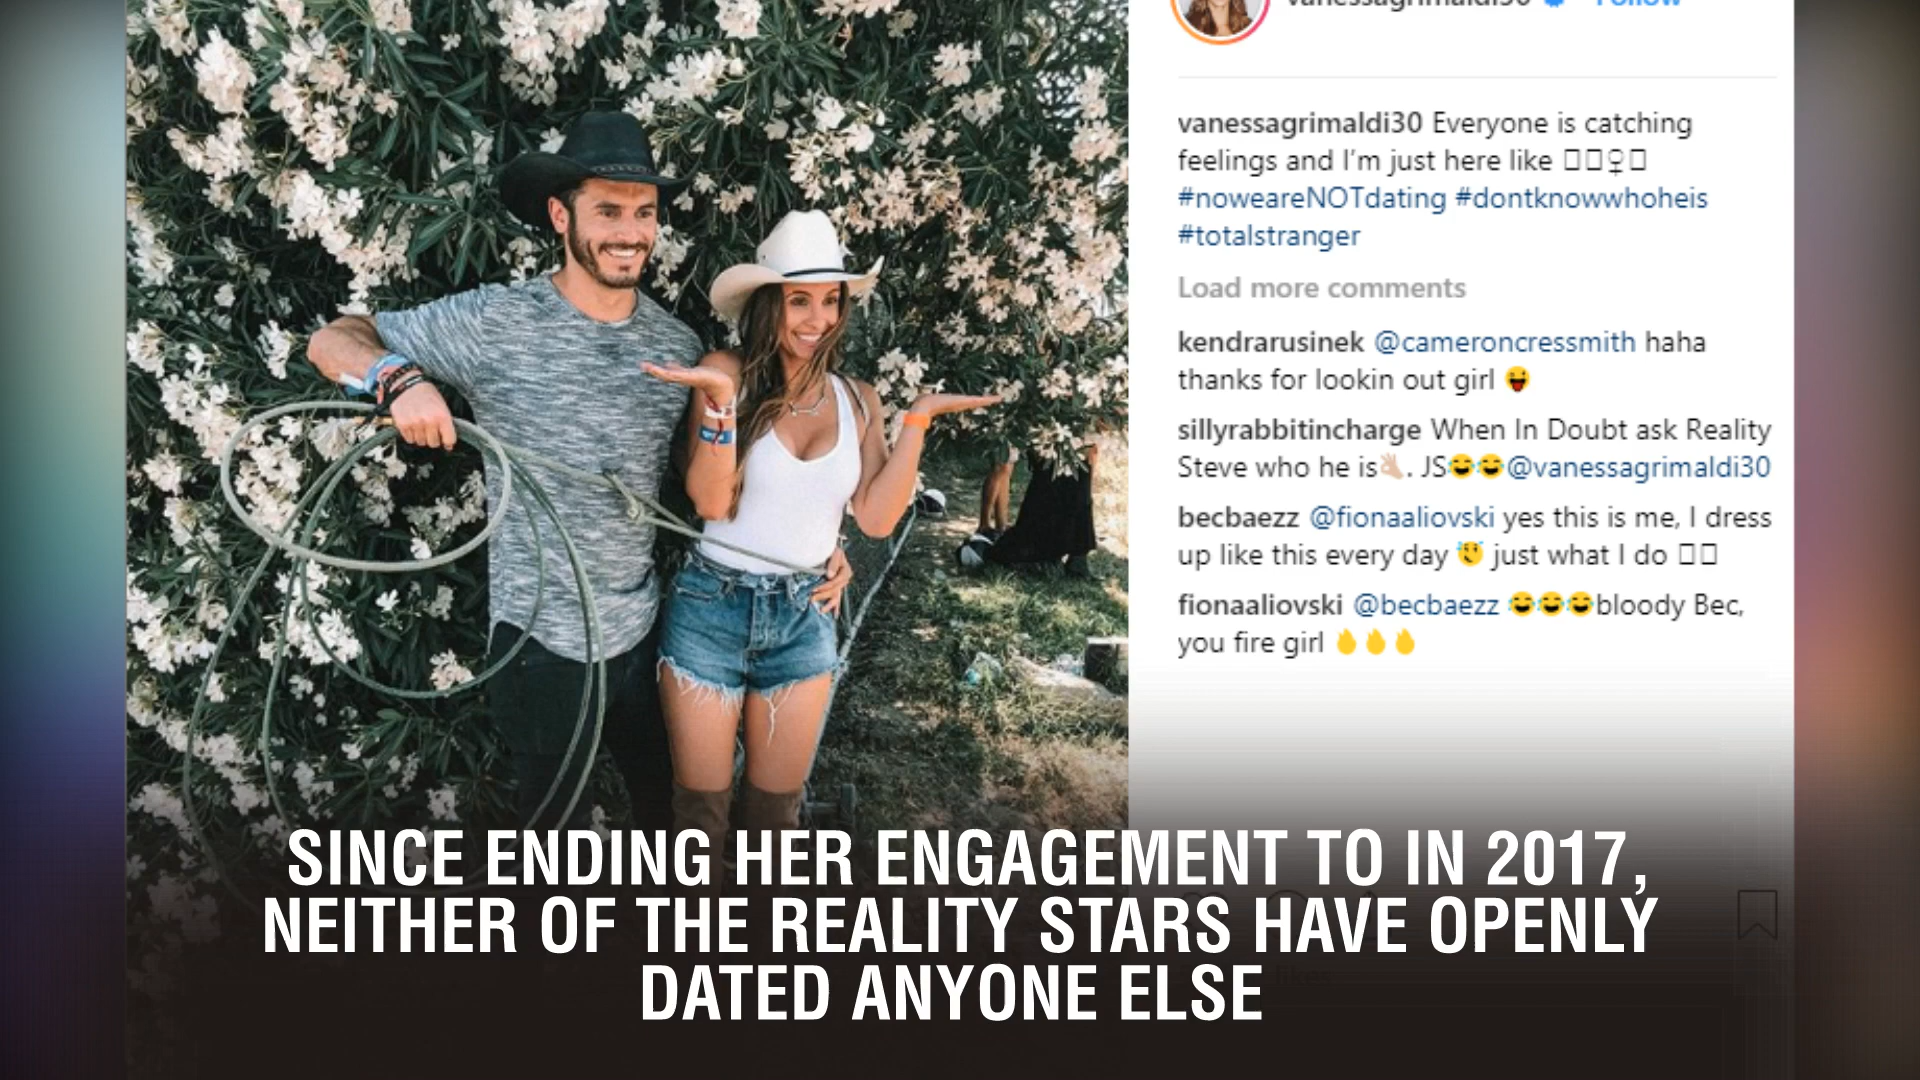 vanessagrimaldi30 Follow
vanessagrimaldi30 Everyone is catching
feelings and I'm just here like
#noweareNOTdating #dontknowwhoheis
#totalstranger
Load more comments
kendrarusinek @cameroncressmith haha
thanks for lookin out girl 😝
sillyrabbitincharge When In Doubt ask Reality
Steve who he is👌🏻. JS😂😂@vanessagrimaldi30
becbaezz @fionaaliovski yes this is me, I dress
up like this every day 😇 just what I do
fionaaliovski @becbaezz 😂😂😂bloody Bec,
you fire girl 🔥🔥🔥
likes
SINCE ENDING HER ENGAGEMENT TO IN 2017,
NEITHER OF THE REALITY STARS HAVE OPENLY
DATED ANYONE ELSE